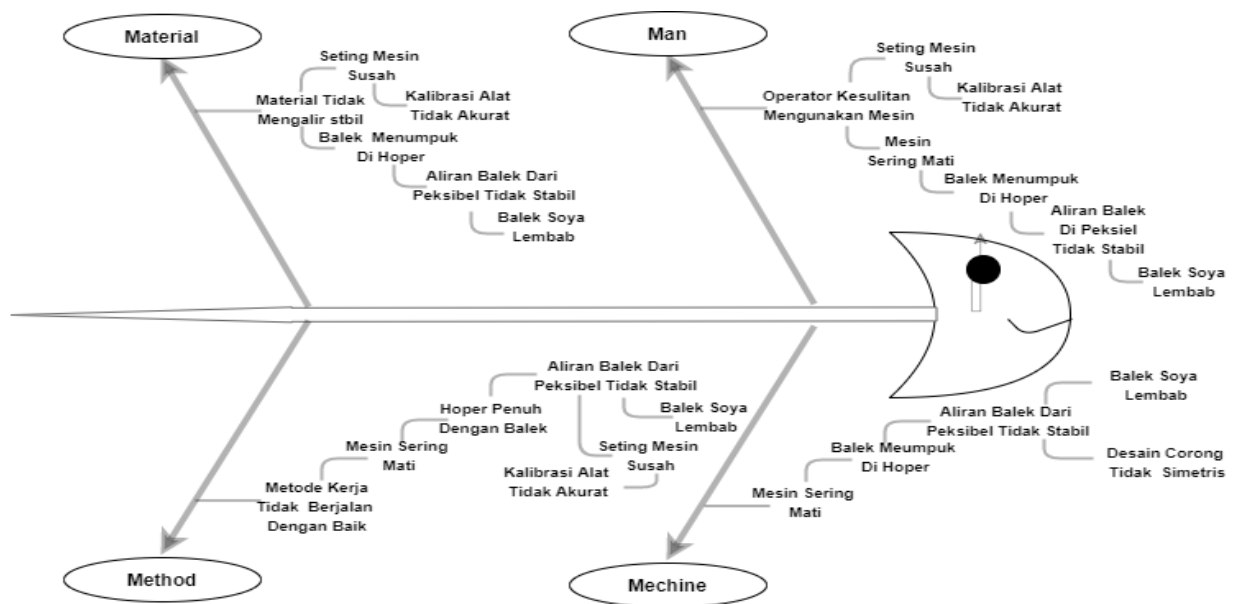 Material
Seting Mesin
Susah
Kalibrasi Alat
Tidak Akurat
Material Tidak
Mengalir stbil
Balek Menumpuk
Di Hoper
Aliran Balek Dari
Peksibel Tidak Stabil
Balek Soya
Lembab
Man
Seting Mesin
Susah
Kalibrasi Alat
Tidak Akurat
Operator Kesulitan
Mengunakan Mesin
Mesin
Sering Mati
Balek Menumpuk
Di Hoper
Aliran Balek
Di Peksiel
Tidak Stabil
Balek Soya
Lembab
Aliran Balek Dari
Peksibel Tidak Stabil
Balek Soya
Lembab
Hoper Penuh
Dengan Balek
Seting Mesin
Susah
Kalibrasi Alat
Tidak Akurat
Mesin Sering
Mati
Metode Kerja
Tidak Berjalan
Dengan Baik
Method
Balek Soya
Lembab
Aliran Balek Dari
Peksibel Tidak Stabil
Desain Corong
Tidak Simetris
Balek Meumpuk
Di Hoper
Mesin Sering
Mati
Mechine